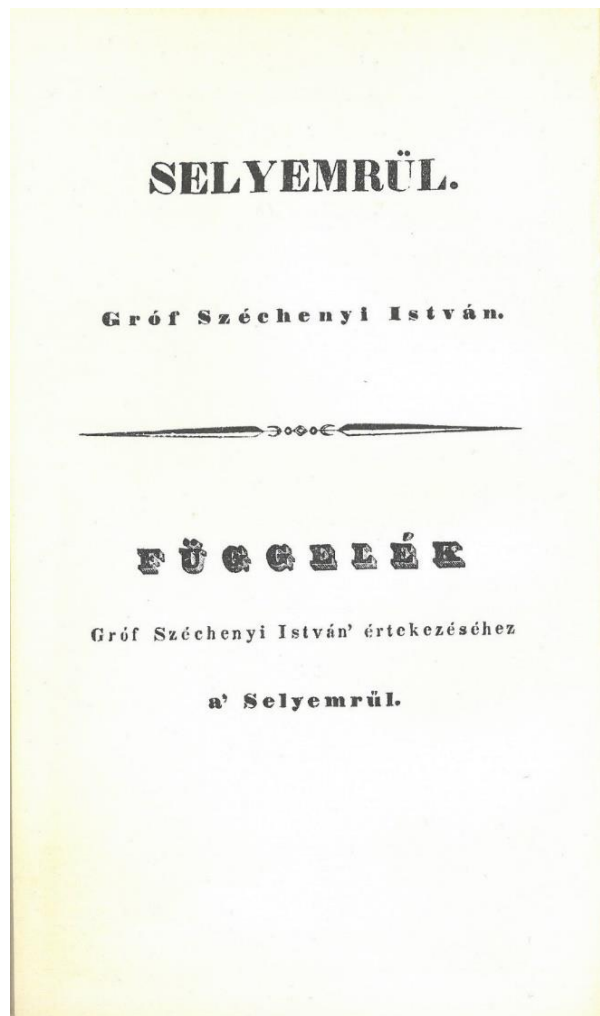 SELYEMRÜL.
Gróf Széchenyi István.
FÜGGELÉK
Gróf Széchenyi István' értekezéséhez
a' Selyemrűl.